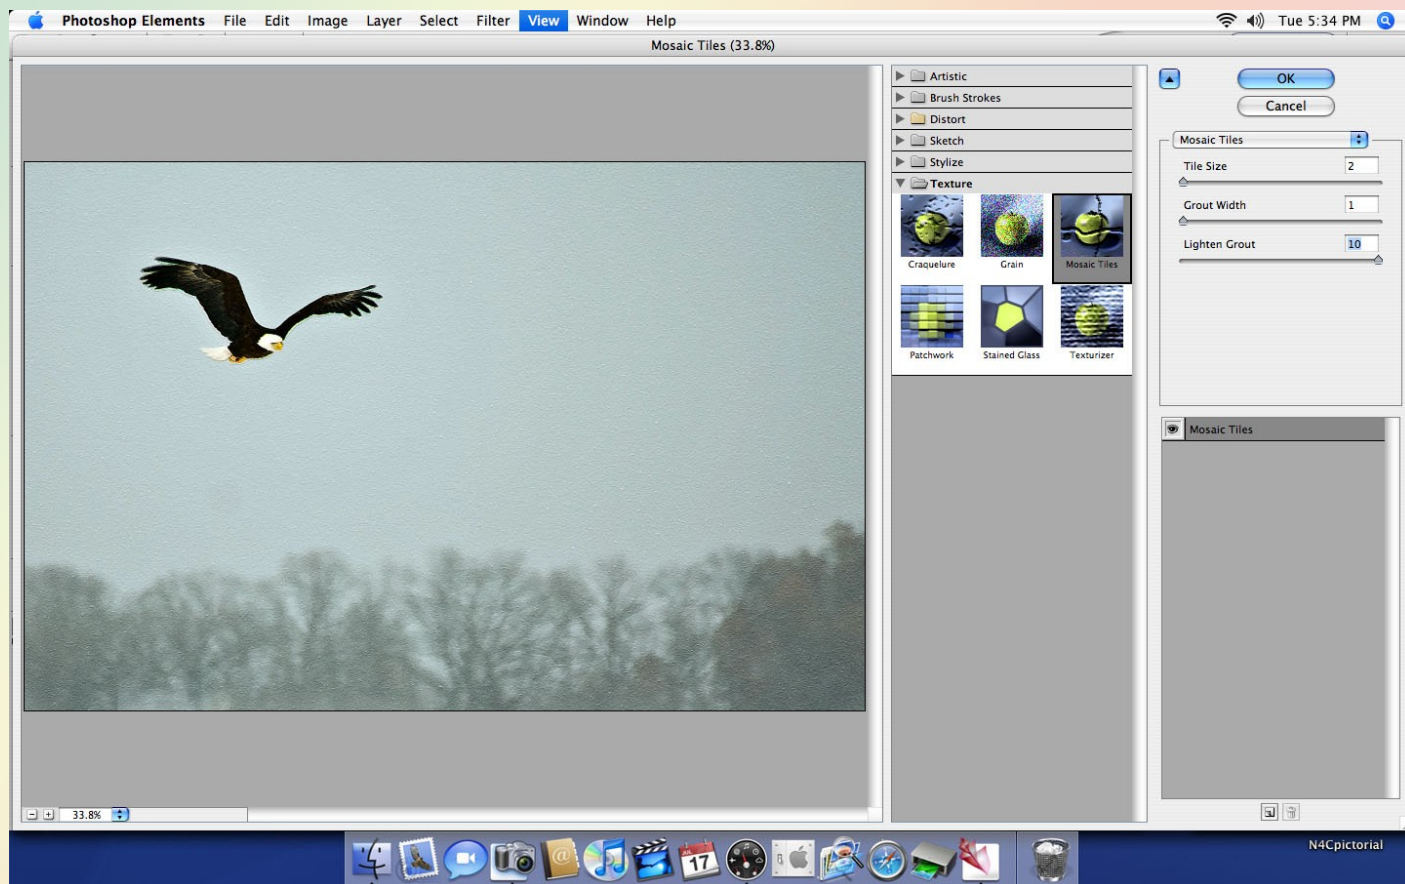 Photoshop Elements File Edit Image Layer Select Filter View Window Help Tue 5:34 PM
Mosaic Tiles (33.8%)
Artistic
Brush Strokes
Distort
Sketch
Stylize
Texture
Craquelure Grain Mosaic Tiles
Patchwork Stained Glass Texturizer
OK
Cancel
Mosaic Tiles
Tile Size 2
Grout Width 1
Lighten Grout 10
Mosaic Tiles
33.8%
JUL
17
N4Cpictorial